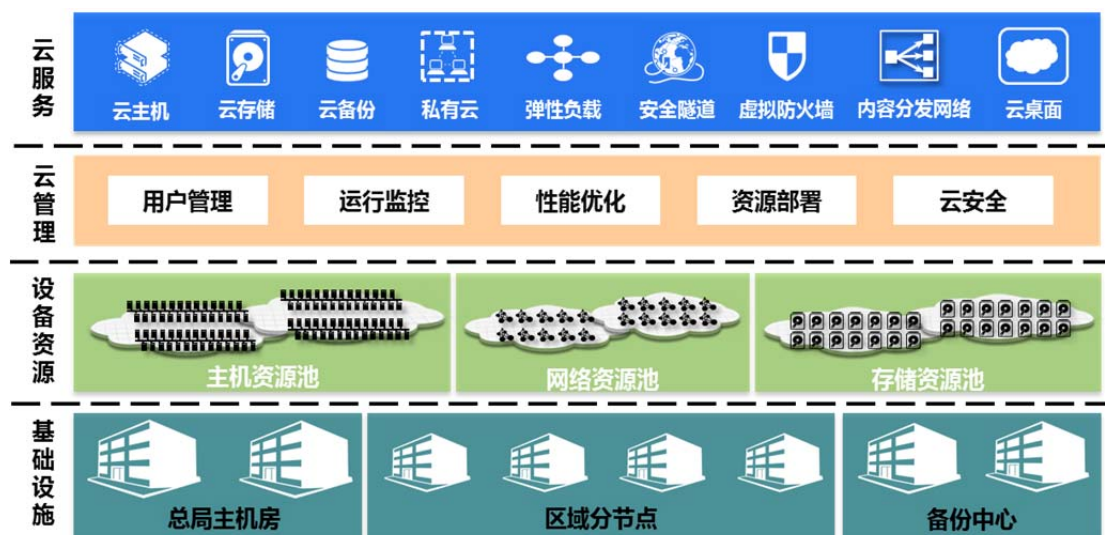 云服务
云主机
云存储
云备份
私有云
弹性负载
安全隧道
虚拟防火墙
内容分发网络
云桌面
云管理
用户管理
运行监控
性能优化
资源部署
云安全
设备资源
主机资源池
网络资源池
存储资源池
基础设施
总局主机房
区域分节点
备份中心